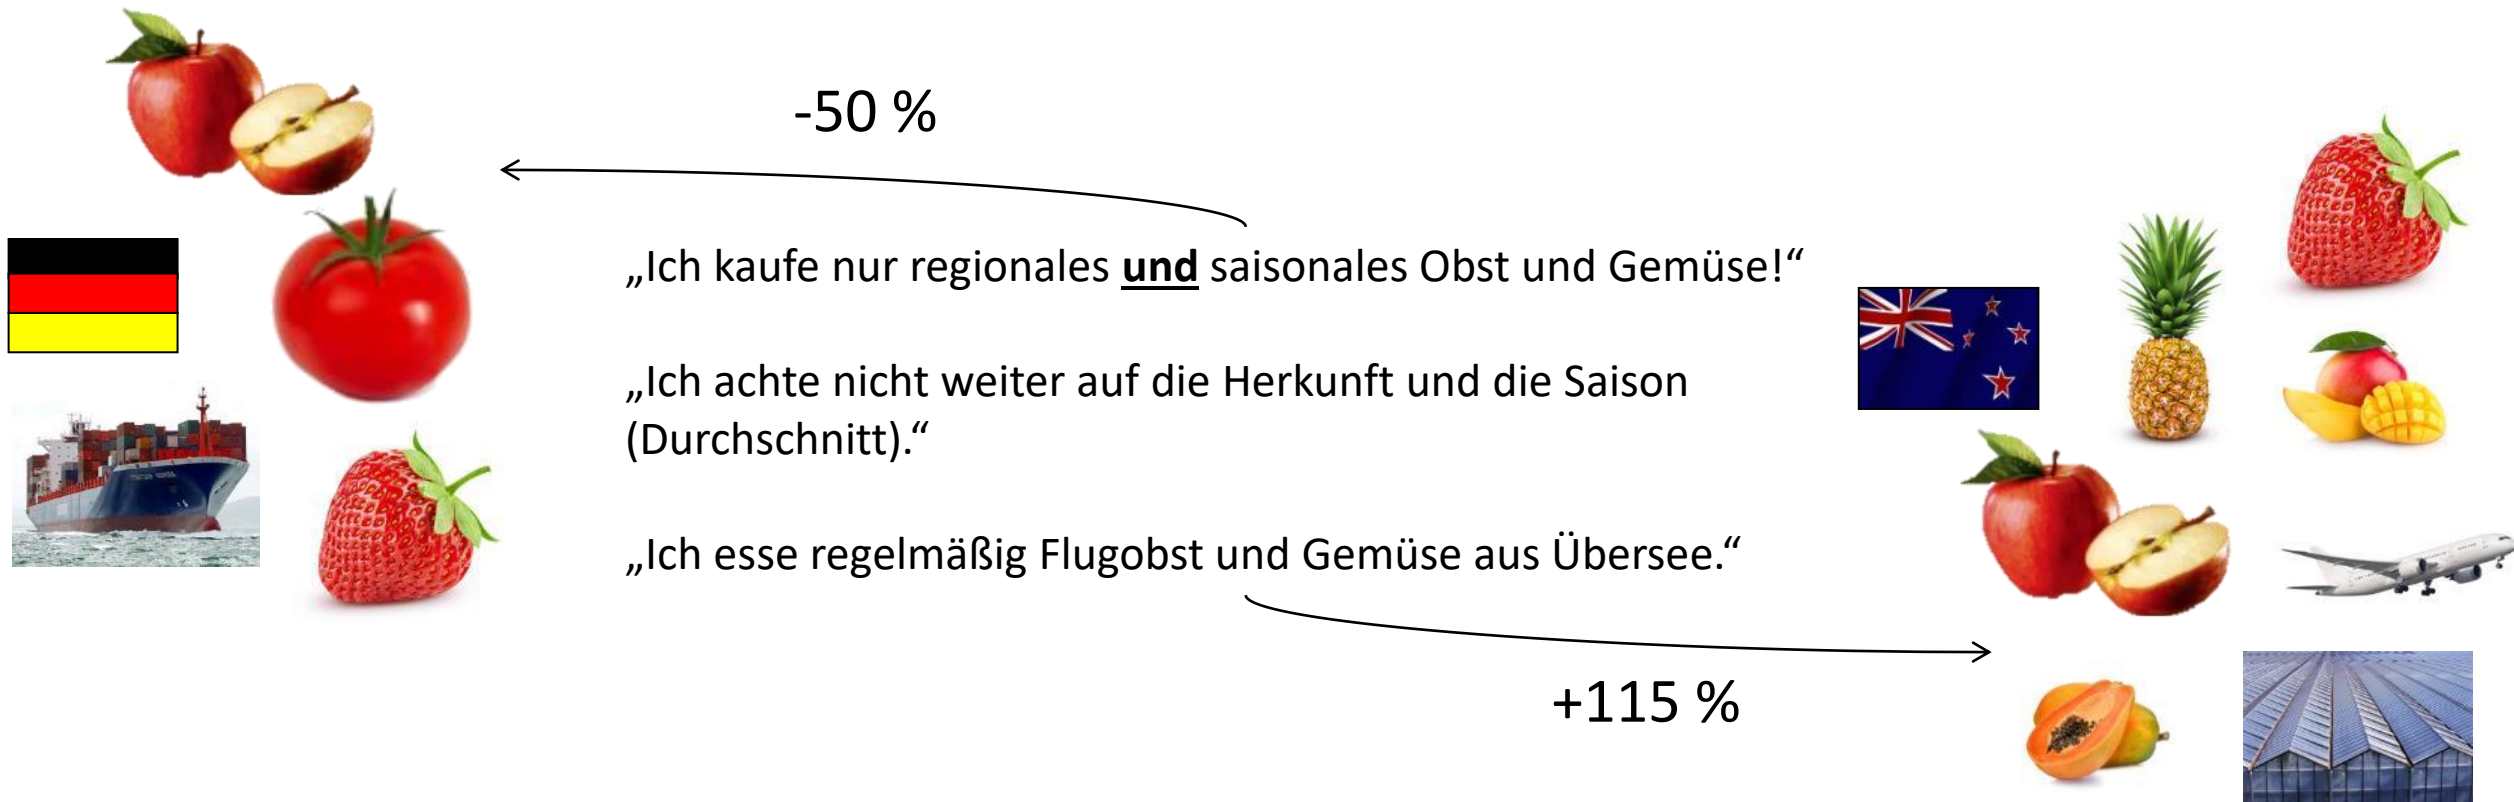 -50 %
„Ich kaufe nur regionales und saisonales Obst und Gemüse!“
„Ich achte nicht weiter auf die Herkunft und die Saison
(Durchschnitt).“
„Ich esse regelmäßig Flugobst und Gemüse aus Übersee.“
+115 %